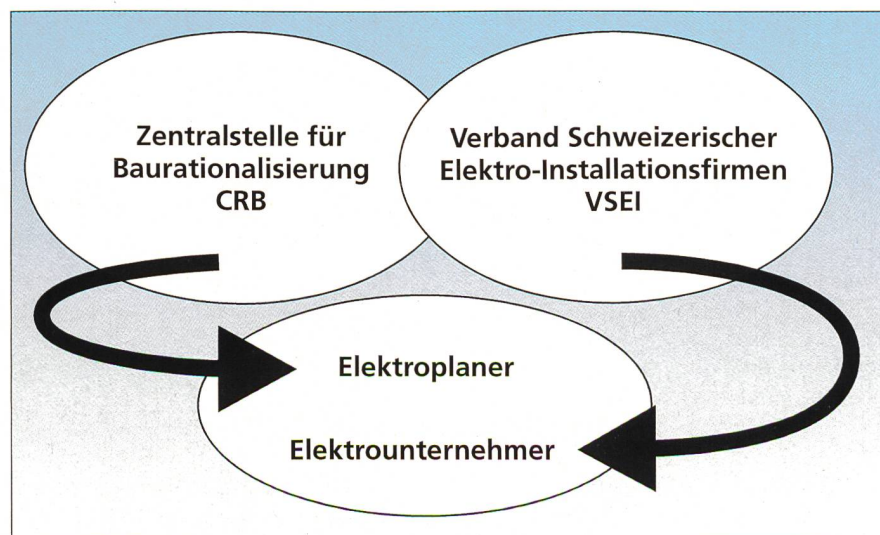 Zentralstelle für
Baurationalisierung
CRB
Verband Schweizerischer
Elektro-Installationsfirmen
VSEI
Elektroplaner
Elektrounternehmer